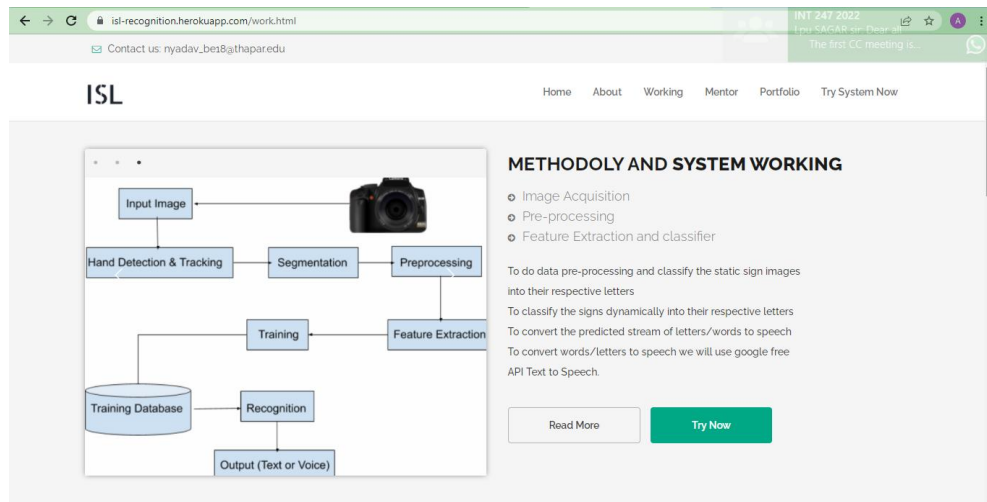 isl-recognition.herokuapp.com/work.html
INT 247 2022
Lpu SAGAR sir: Dear all
The first CC meeting is...
A
Contact us: nyadav_be18@thapar.edu
ISL
Home About Working Mentor Portfolio Try System Now
Input Image
Hand Detection & Tracking
Segmentation
Preprocessing
Training
Feature Extraction
Training Database
Recognition
Output (Text or Voice)
METHODOLY AND SYSTEM WORKING
Image Acquisition
Pre-processing
Feature Extraction and classifier
To do data pre-processing and classify the static sign images
into their respective letters
To classify the signs dynamically into their respective letters
To convert the predicted stream of letters/words to speech
To convert words/letters to speech we will use google free
API Text to Speech.
Read More
Try Now